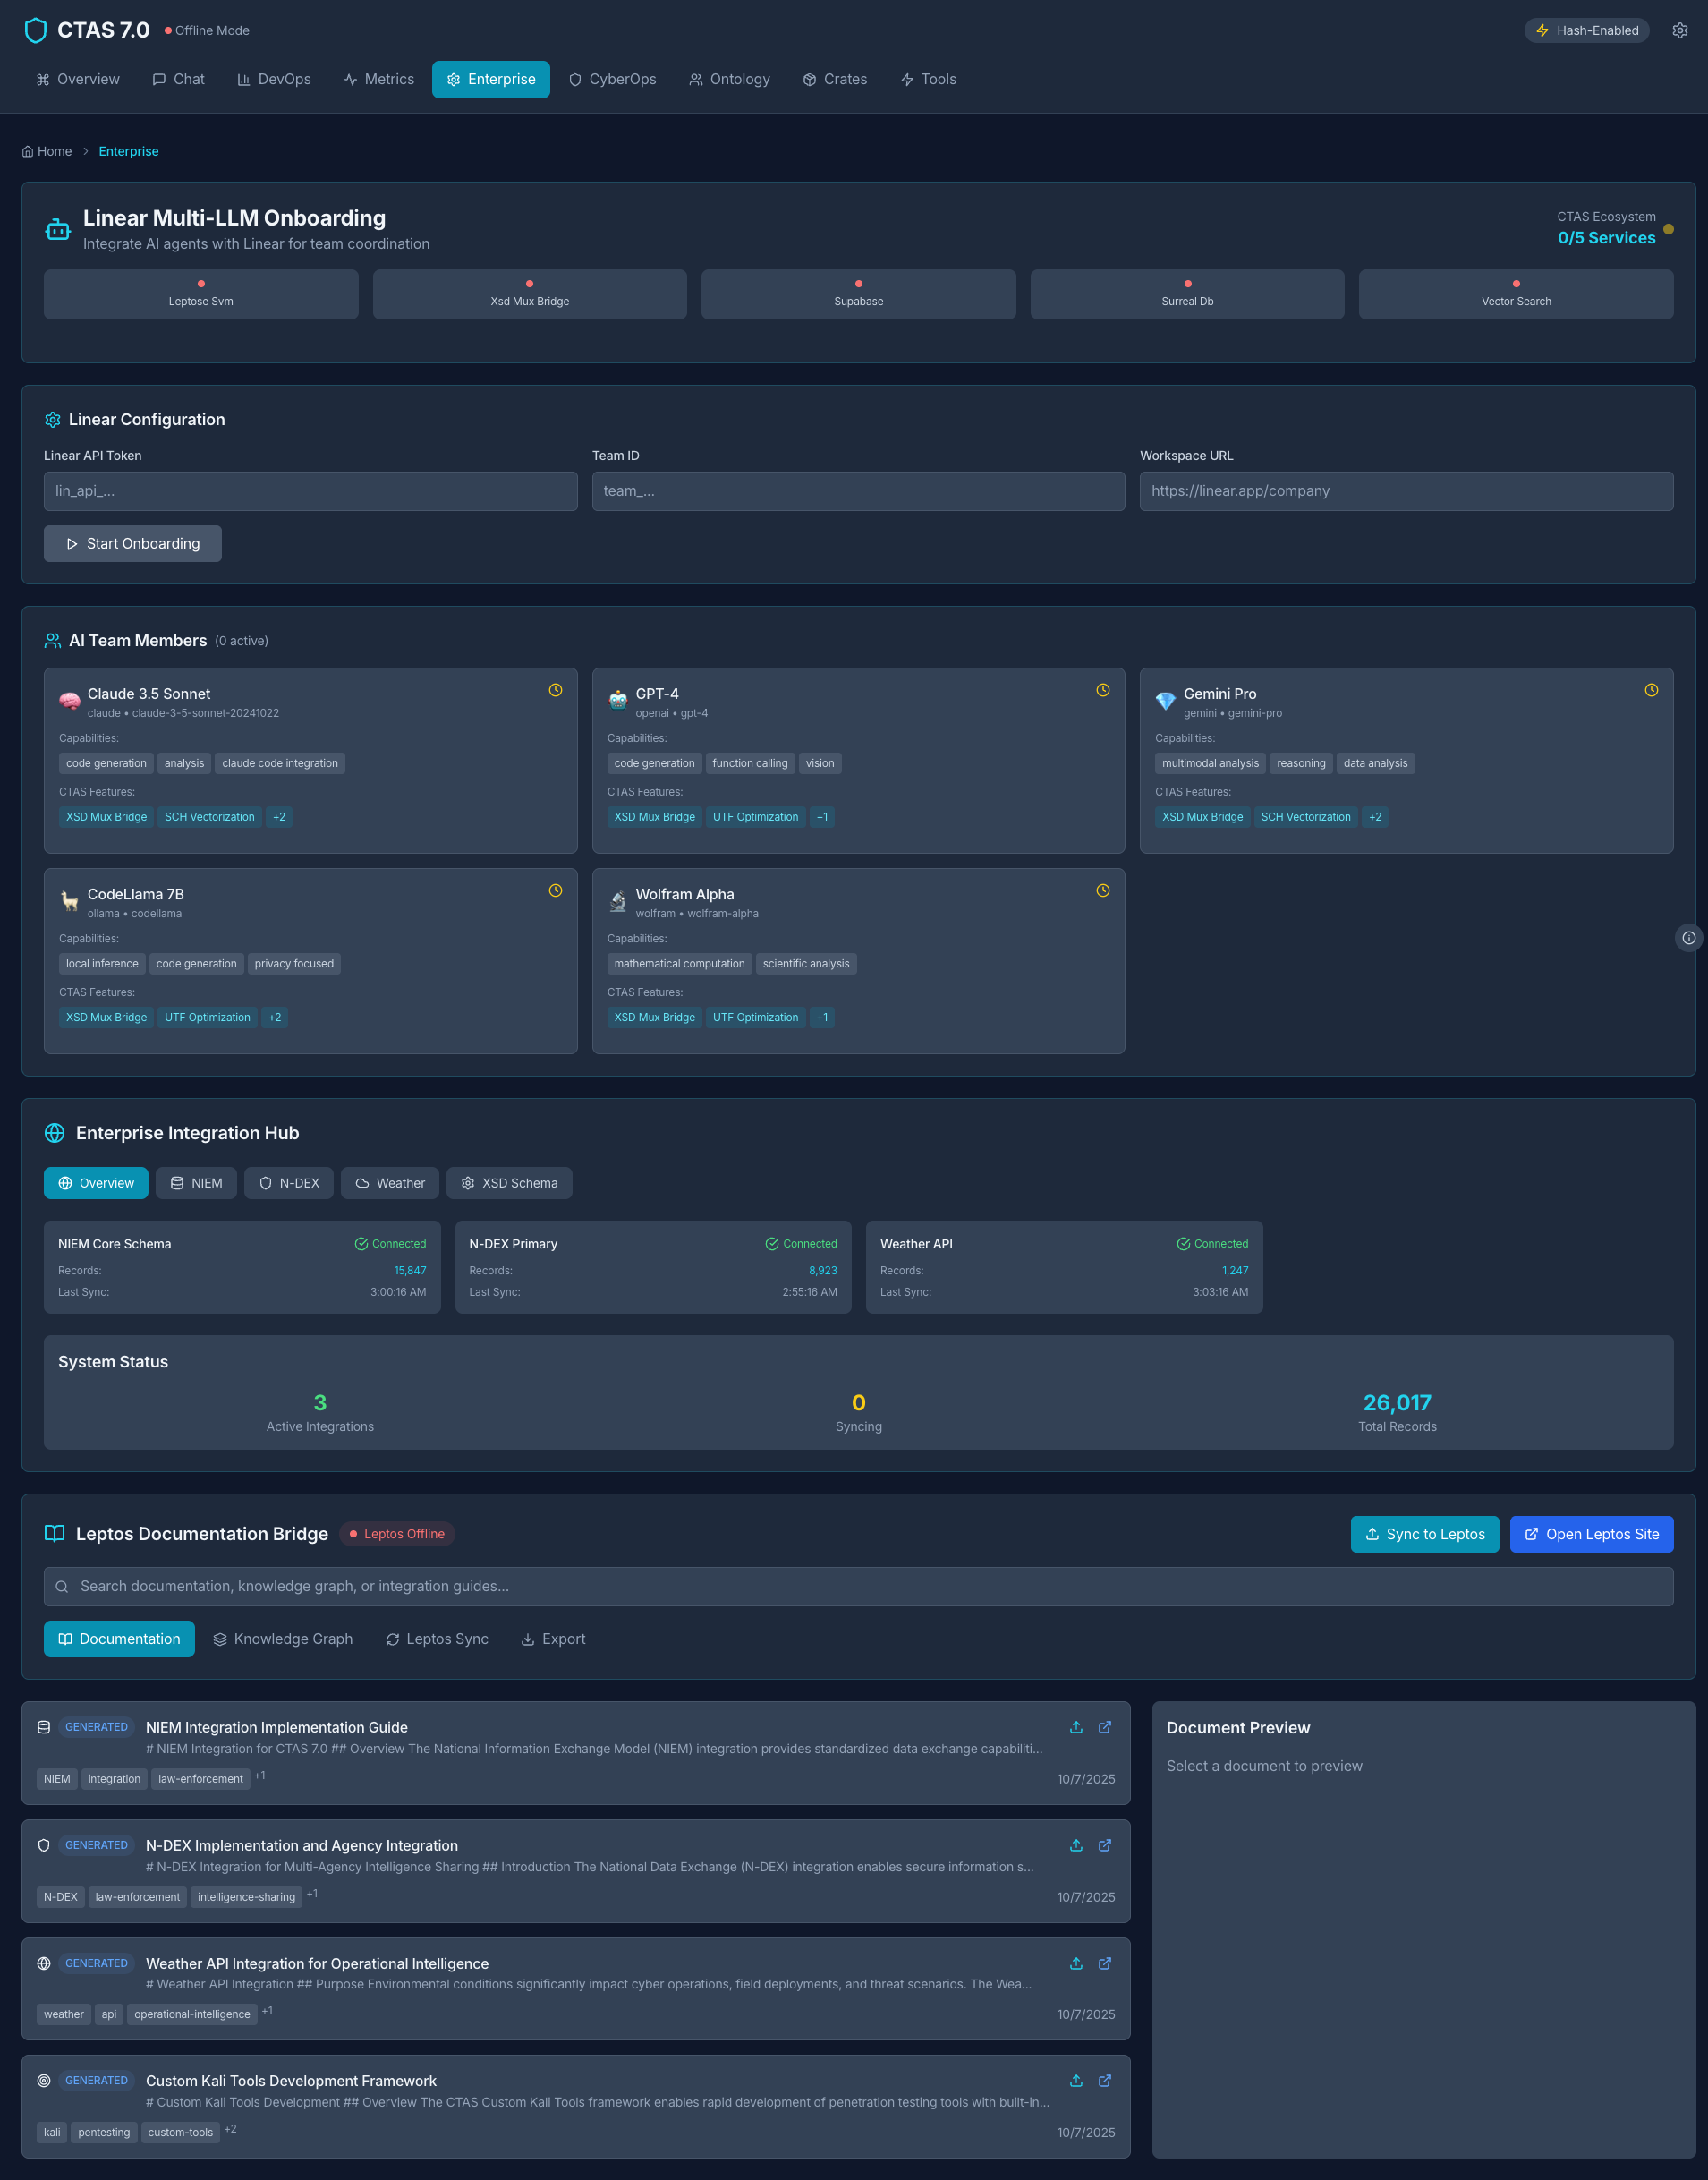 CTAS 7.0
Offline Mode
Hash-Enabled
Overview
Chat
DevOps
Metrics
Enterprise
CyberOps
Ontology
Crates
Tools
Home
Enterprise
Linear Multi-LLM Onboarding
Integrate AI agents with Linear for team coordination
CTAS Ecosystem
0/5 Services
Leptose Svm
Xsd Mux Bridge
Supabase
Surreal Db
Vector Search
Linear Configuration
Linear API Token
Team ID
Workspace URL
lin_api_...
team_...
https://linear.app/company
Start Onboarding
AI Team Members (0 active)
Claude 3.5 Sonnet
claude • claude-3-5-sonnet-20241022
Capabilities:
code generation
analysis
claude code integration
CTAS Features:
XSD Mux Bridge
SCH Vectorization
+2
GPT-4
openai • gpt-4
Capabilities:
code generation
function calling
vision
CTAS Features:
XSD Mux Bridge
UTF Optimization
+1
Gemini Pro
gemini • gemini-pro
Capabilities:
multimodal analysis
reasoning
data analysis
CTAS Features:
XSD Mux Bridge
SCH Vectorization
+2
CodeLlama 7B
ollama • codellama
Capabilities:
local inference
code generation
privacy focused
CTAS Features:
XSD Mux Bridge
UTF Optimization
+2
Wolfram Alpha
wolfram • wolfram-alpha
Capabilities:
mathematical computation
scientific analysis
CTAS Features:
XSD Mux Bridge
UTF Optimization
+1
Enterprise Integration Hub
Overview
NIEM
N-DEX
Weather
XSD Schema
NIEM Core Schema
Connected
Records:
15,847
Last Sync:
3:00:16 AM
N-DEX Primary
Connected
Records:
8,923
Last Sync:
2:55:16 AM
Weather API
Connected
Records:
1,247
Last Sync:
3:03:16 AM
System Status
3
Active Integrations
0
Syncing
26,017
Total Records
Leptos Documentation Bridge
Leptos Offline
Sync to Leptos
Open Leptos Site
Search documentation, knowledge graph, or integration guides...
Documentation
Knowledge Graph
Leptos Sync
Export
GENERATED
NIEM Integration Implementation Guide
# NIEM Integration for CTAS 7.0 ## Overview The National Information Exchange Model (NIEM) integration provides standardized data exchange capabiliti...
NIEM
integration
law-enforcement
+1
10/7/2025
GENERATED
N-DEX Implementation and Agency Integration
# N-DEX Integration for Multi-Agency Intelligence Sharing ## Introduction The National Data Exchange (N-DEX) integration enables secure information s...
N-DEX
law-enforcement
intelligence-sharing
+1
10/7/2025
GENERATED
Weather API Integration for Operational Intelligence
# Weather API Integration ## Purpose Environmental conditions significantly impact cyber operations, field deployments, and threat scenarios. The Wea...
weather
api
operational-intelligence
+1
10/7/2025
GENERATED
Custom Kali Tools Development Framework
# Custom Kali Tools Development ## Overview The CTAS Custom Kali Tools framework enables rapid development of penetration testing tools with built-in...
kali
pentesting
custom-tools
+2
10/7/2025
Document Preview
Select a document to preview